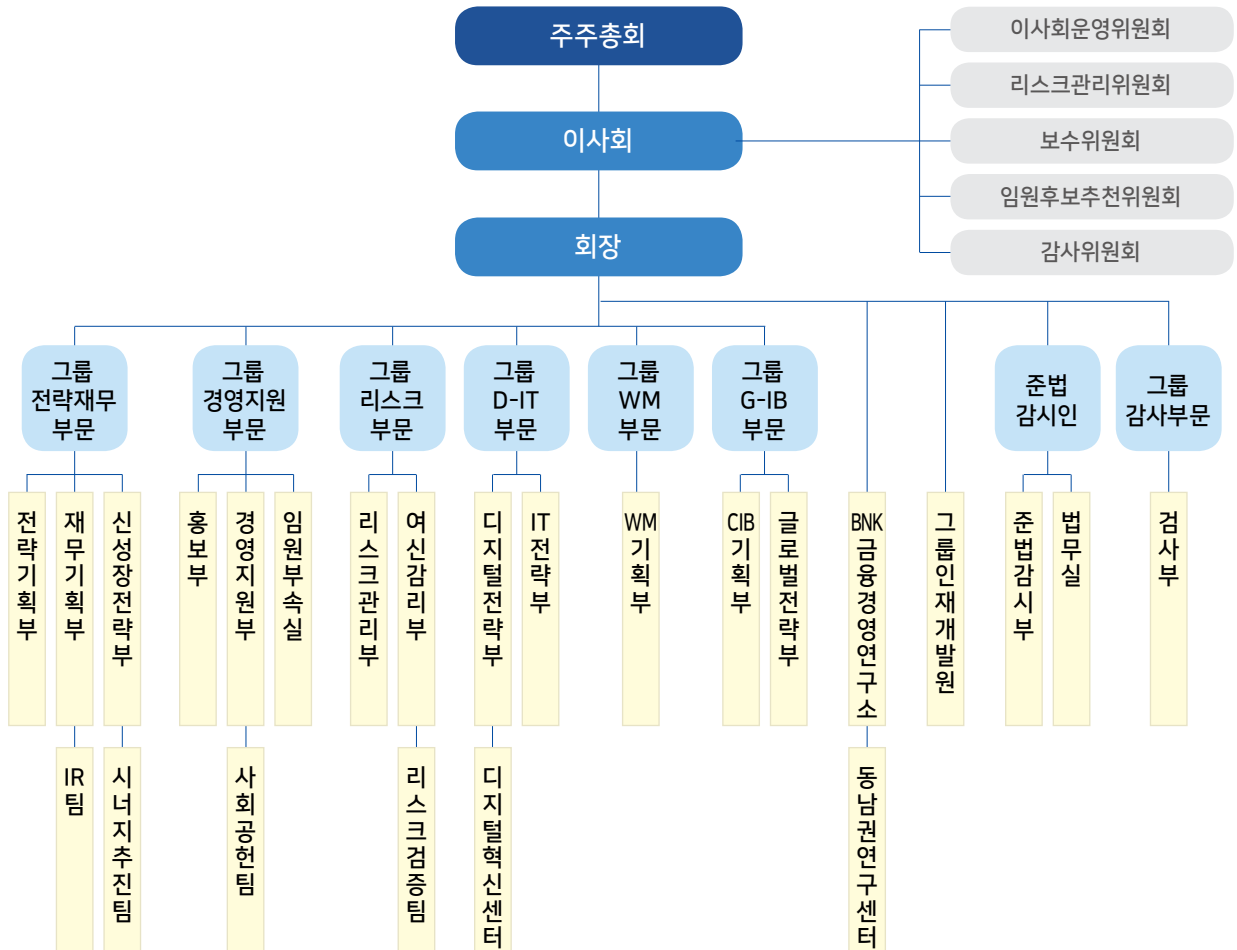 주주총회
이사회
회장
이사회운영위원회
리스크관리위원회
보수위원회
임원후보추천위원회
감사위원회
그룹
전략재무
부문
그룹
경영지원
부문
그룹
리스크
부문
그룹
D-IT
부문
그룹
WM
부문
그룹
G-IB
부문
준법
감시인
그룹
감사부문
전략기획부
재무기획부
신성장전략부
홍보부
경영지원부
임원부속실
리스크관리부
여신감리부
디지털전략부
IT전략부
WM기획부
CIB기획부
글로벌전략부
BNK금융경영연구소
그룹인재개발원
준법감시부
법무실
검사부
IR팀
시너지추진팀
사회공헌팀
리스크검증팀
디지털혁신센터
동남권연구센터